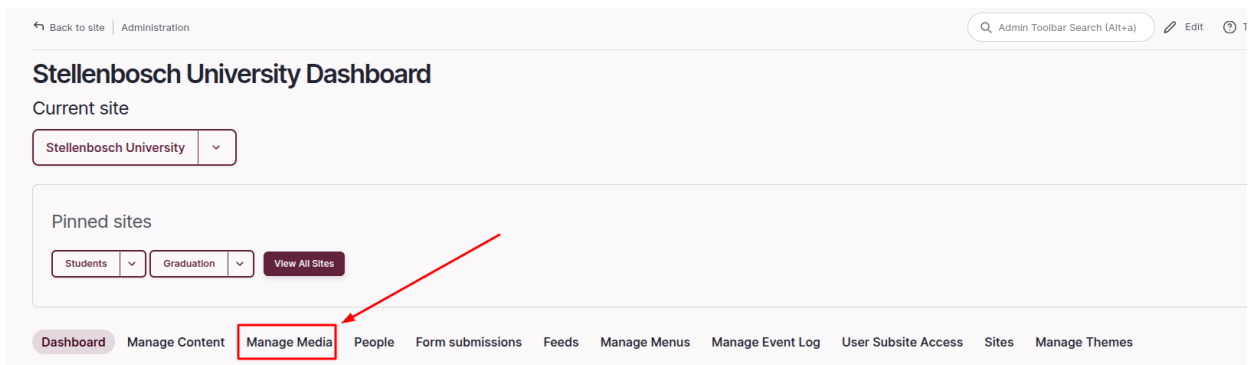 Back to site Administration Admin Toolbar Search (Alt+a) Edit
Stellenbosch University Dashboard
Current site
Stellenbosch University
Pinned sites
Students Graduation View All Sites
Dashboard Manage Content Manage Media People Form submissions Feeds Manage Menus Manage Event Log User Subsite Access Sites Manage Themes